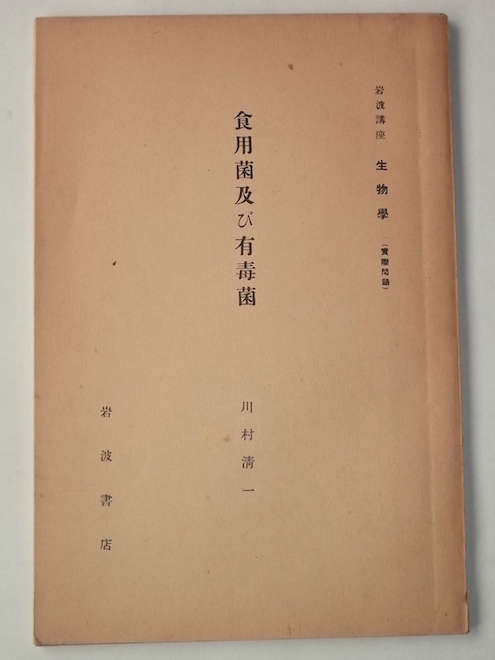 岩波講座 生物學 (實際問題)
食用菌及び有毒菌
川村清一
岩波書店